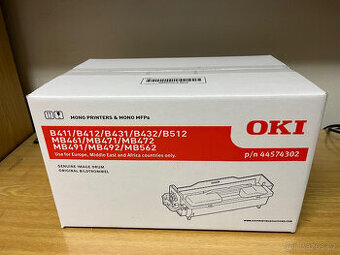 MONO PRINTERS & MONO MFPs
B411/B412/B431/B432/B512
MB461/MB471/MB472
MB491/MB492/MB562
Use for Europe, Middle East and Africa countries only.
GENUINE IMAGE DRUM
ORIGINAL BILDTROMMEL
OKI
p/n 44574302